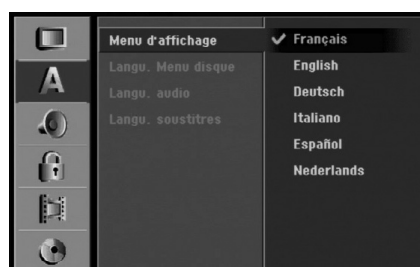 A
Menu d'affichage
Langu. Menu disque
Langu. audio
Langu. soustitres
Français
English
Deutsch
Italiano
Español
Nederlands